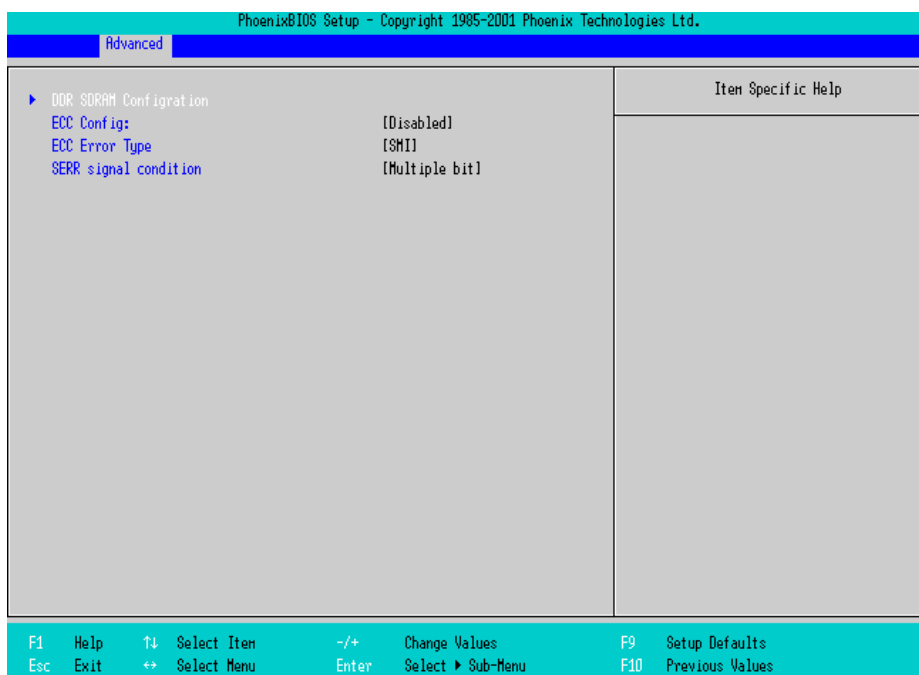 PhoenixBIOS Setup - Copyright 1985-2001 Phoenix Technologies Ltd.
Advanced
Item Specific Help
DDR SDRAM Configration
ECC Config: [Disabled]
ECC Error Type [SMI]
SERR signal condition [Multiple bit]
F1 Help ↑↓ Select Item -/+ Change Values F9 Setup Defaults
Esc Exit ↔ Select Menu Enter Select ▶ Sub-Menu F10 Previous Values